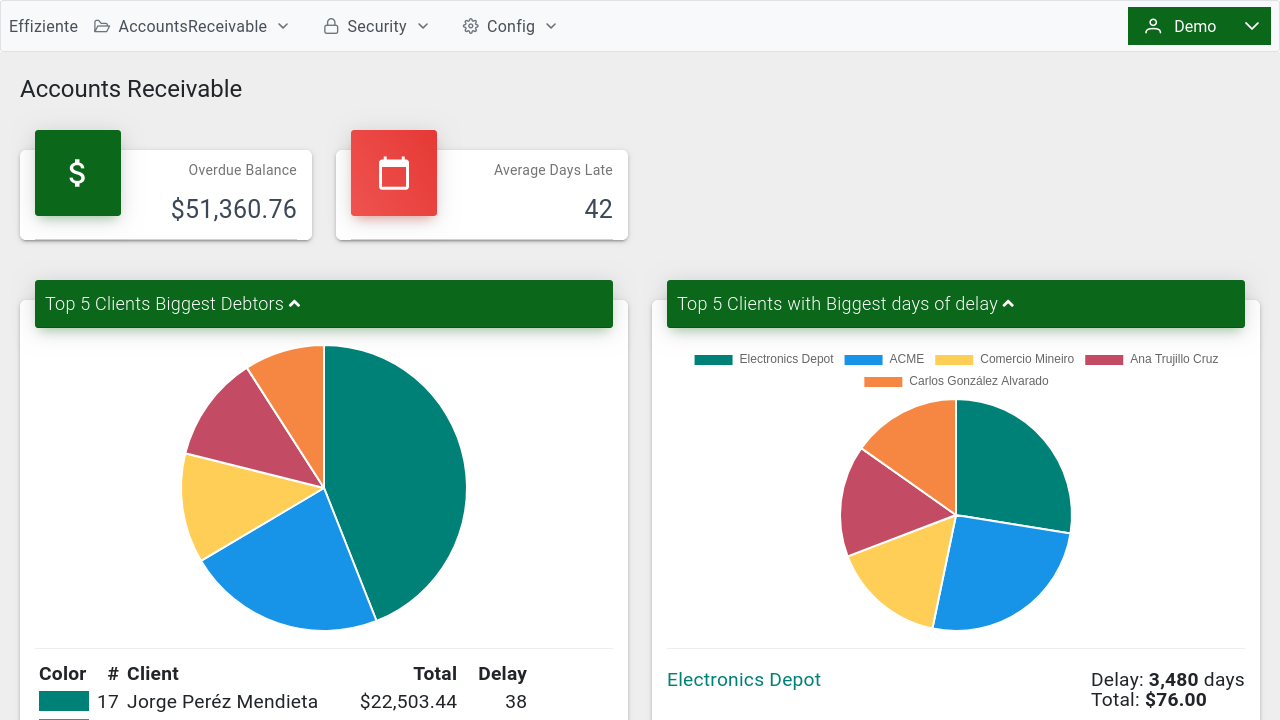 Effiziente AccountsReceivable Security Config Demo
Accounts Receivable
Overdue Balance
$51,360.76
Average Days Late
42
Top 5 Clients Biggest Debtors
Top 5 Clients with Biggest days of delay
Electronics Depot ACME Comercio Mineiro Ana Trujillo Cruz
Carlos González Alvarado
Color # Client Total Delay
17 Jorge Peréz Mendieta $22,503.44 38
Electronics Depot
Delay: 3,480 days
Total: $76.00